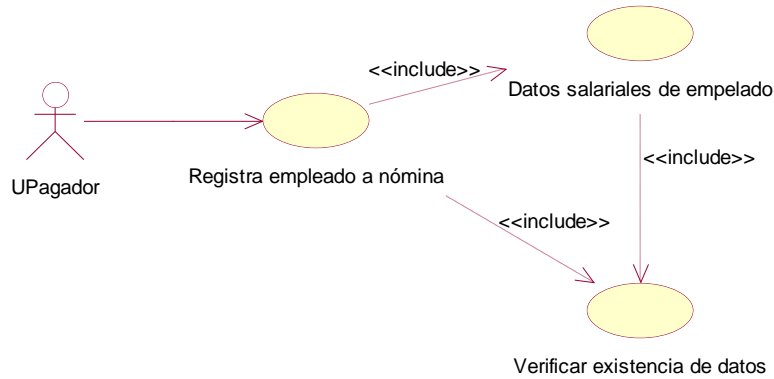 <<include>>
Datos salariales de empelado
<<include>>
UPagador
Registra empleado a nómina
<<include>>
Verificar existencia de datos